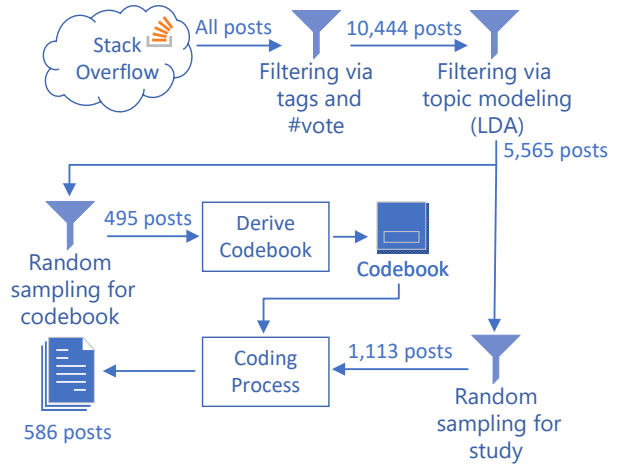 Stack
Overflow
All posts
Filtering via
tags and
#vote
10,444 posts
Filtering via
topic modeling
(LDA)
5,565 posts
Random
sampling for
codebook
495 posts
Derive
Codebook
Codebook
Coding
Process
1,113 posts
Random
sampling for
study
586 posts